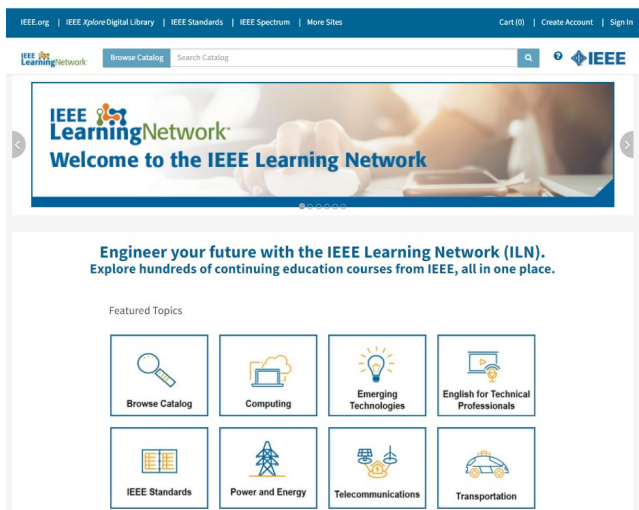 IEEE.org | IEEE Xplore Digital Library | IEEE Standards | IEEE Spectrum | More Sites
Cart (0) | Create Account | Sign In
IEEE LearningNetwork
Browse Catalog
Search Catalog
IEEE
IEEE
LearningNetwork
Welcome to the IEEE Learning Network
Engineer your future with the IEEE Learning Network (ILN).
Explore hundreds of continuing education courses from IEEE, all in one place.
Featured Topics
Browse Catalog
Computing
Emerging
Technologies
English for Technical
Professionals
IEEE Standards
Power and Energy
Telecommunications
Transportation